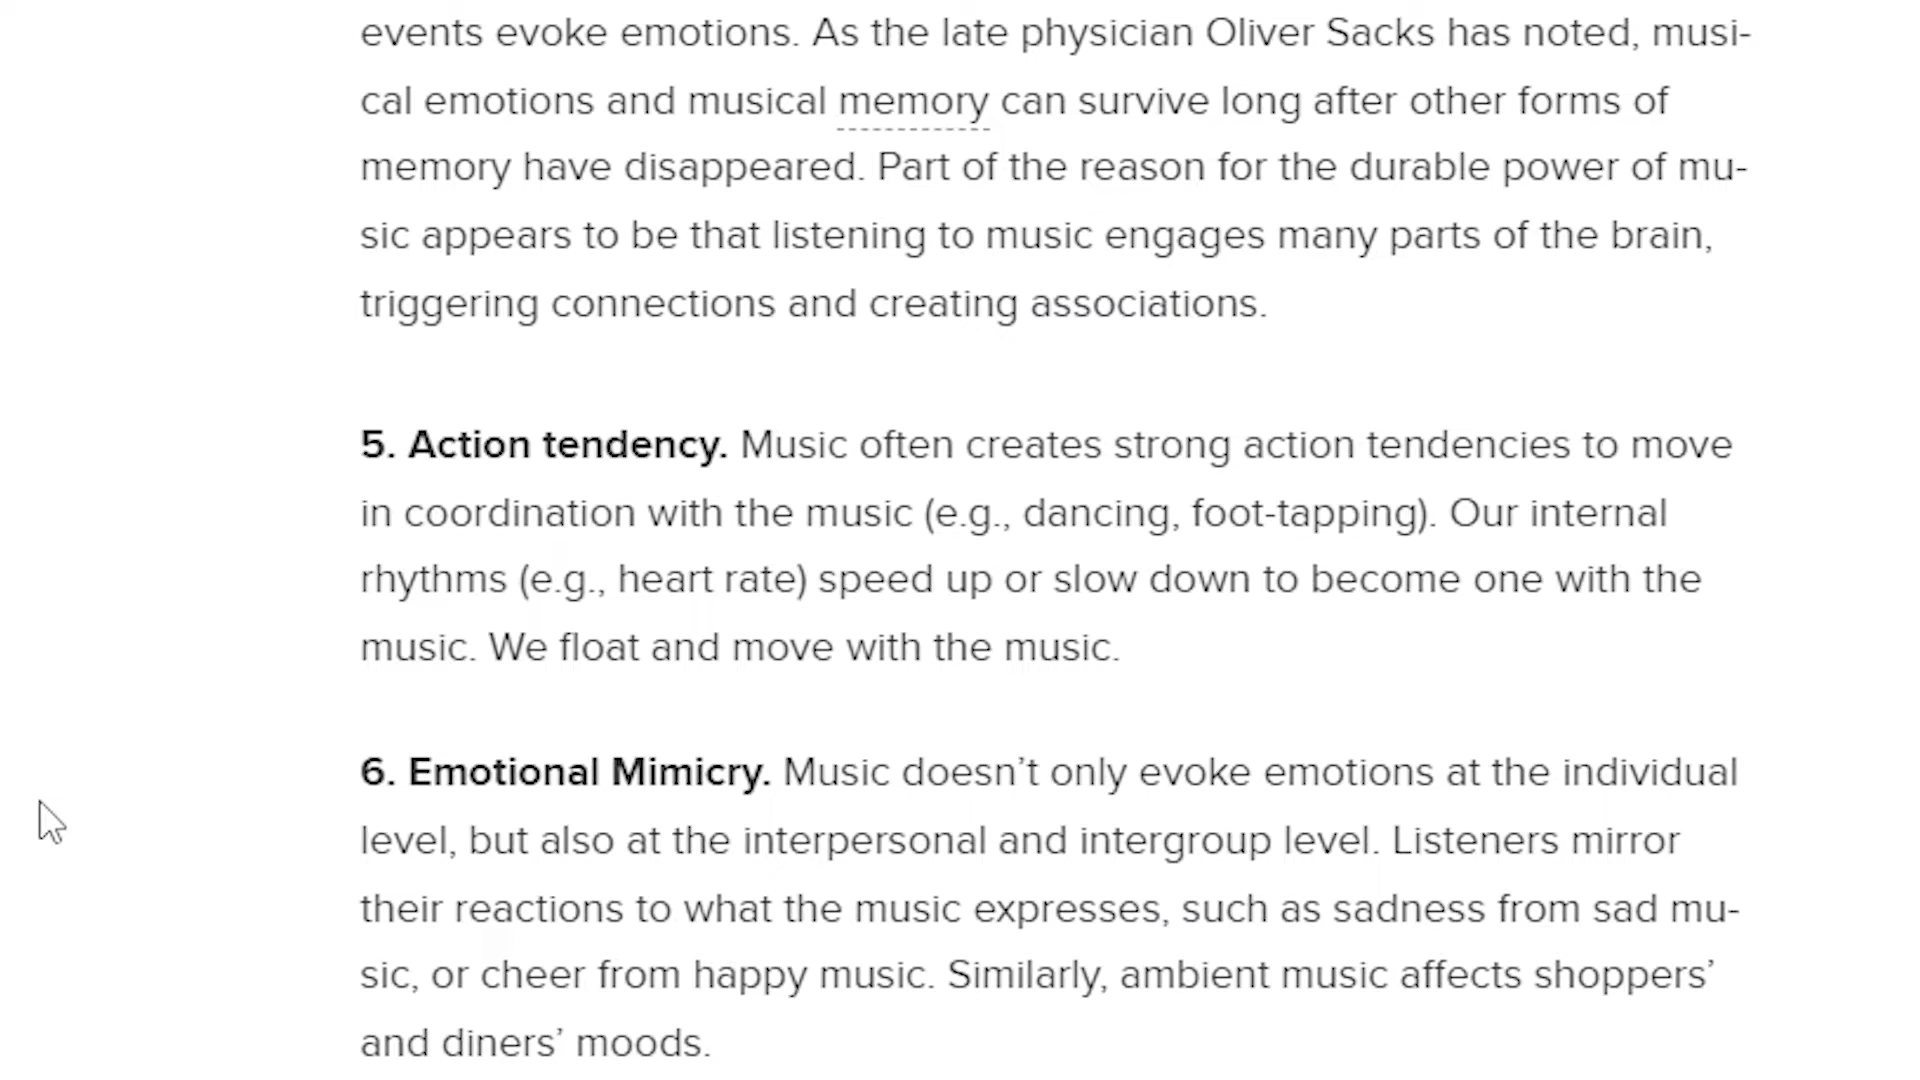 events evoke emotions. As the late physician Oliver Sacks has noted, musi-
cal emotions and musical memory can survive long after other forms of
memory have disappeared. Part of the reason for the durable power of mu-
sic appears to be that listening to music engages many parts of the brain,
triggering connections and creating associations.
5. Action tendency. Music often creates strong action tendencies to move
in coordination with the music (e.g., dancing, foot-tapping). Our internal
rhythms (e.g., heart rate) speed up or slow down to become one with the
music. We float and move with the music.
6. Emotional Mimicry. Music doesn’t only evoke emotions at the individual
level, but also at the interpersonal and intergroup level. Listeners mirror
their reactions to what the music expresses, such as sadness from sad mu-
sic, or cheer from happy music. Similarly, ambient music affects shoppers’
and diners’ moods.